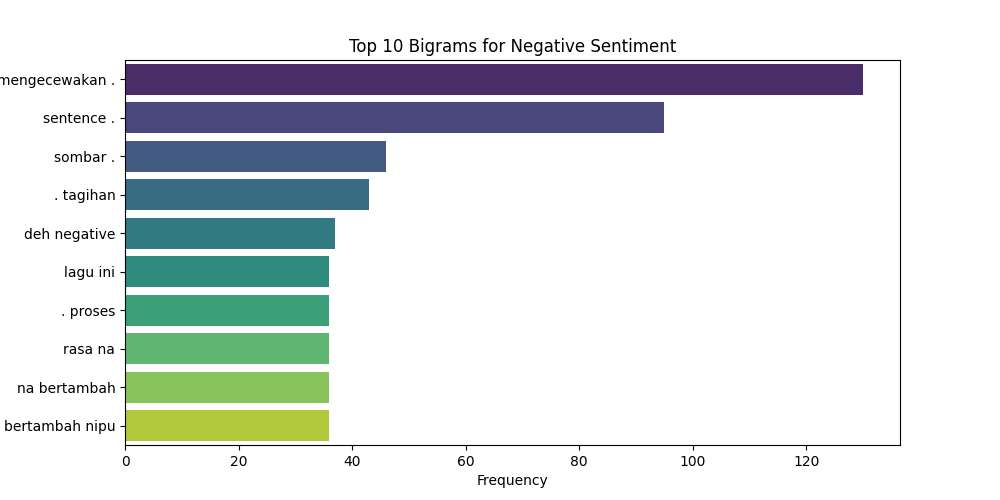 Top 10 Bigrams for Negative Sentiment
mengecewakan .
sentence .
sombar .
. tagihan
deh negative
lagu ini
. proses
rasa na
na bertambah
bertambah nipu
0 20 40 60 80 100 120
Frequency